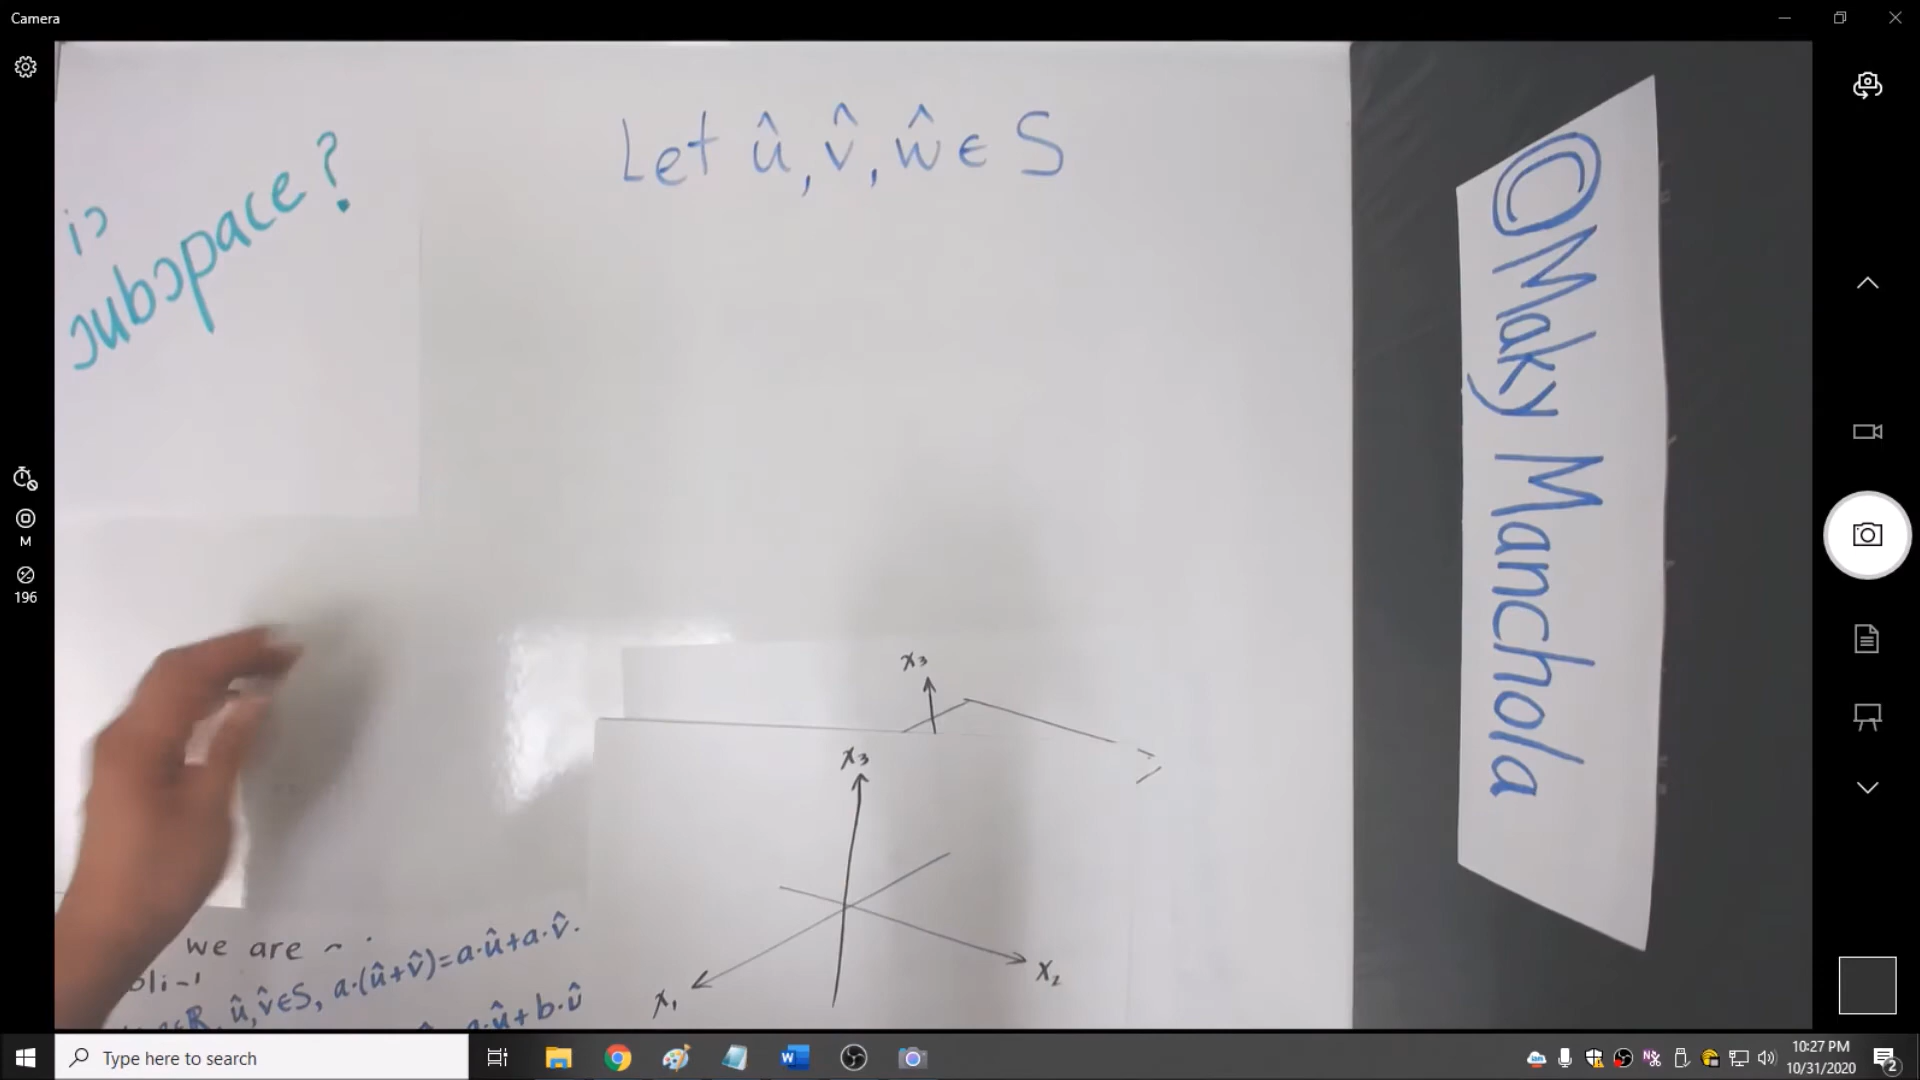 Camera
is
subspace?
Let û, v̂, ŵ ∈ S
©Maky Manchola
M
196
x₃
x₃
x₂
x₁
we are
∈R, û, v̂∈S, a·(û+v̂)=a·û+a·v̂.
a·û+b·û
Type here to search
10:27 PM
10/31/2020
2